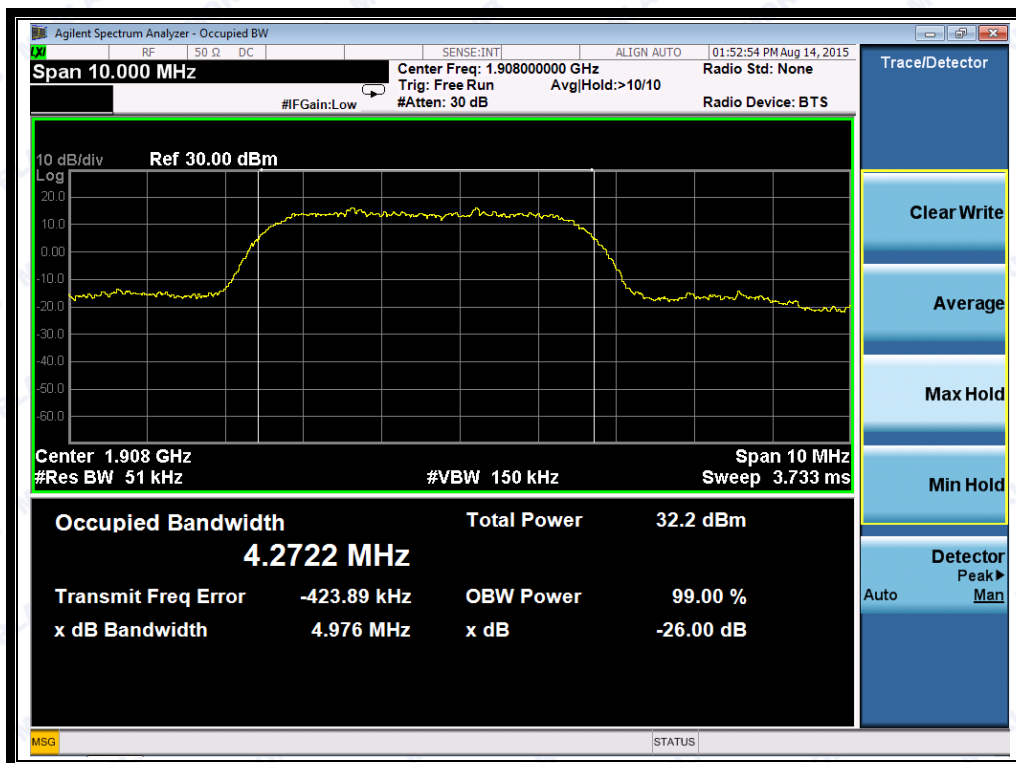 Agilent Spectrum Analyzer - Occupied BW
LXI RF 50 Ω DC SENSE:INT ALIGN AUTO 01:52:54 PM Aug 14, 2015
Span 10.000 MHz
Center Freq: 1.908000000 GHz
Radio Std: None
Trig: Free Run Avg|Hold:>10/10
#IFGain:Low #Atten: 30 dB
Radio Device: BTS
Trace/Detector
10 dB/div Ref 30.00 dBm
Log
20.0
10.0
0.00
-10.0
-20.0
-30.0
-40.0
-50.0
-60.0
Center 1.908 GHz Span 10 MHz
#Res BW 51 kHz #VBW 150 kHz Sweep 3.733 ms
Occupied Bandwidth Total Power 32.2 dBm
4.2722 MHz
Transmit Freq Error -423.89 kHz OBW Power 99.00 %
x dB Bandwidth 4.976 MHz x dB -26.00 dB
Clear Write
Average
Max Hold
Min Hold
Detector
Peak▶
Auto Man
MSG STATUS